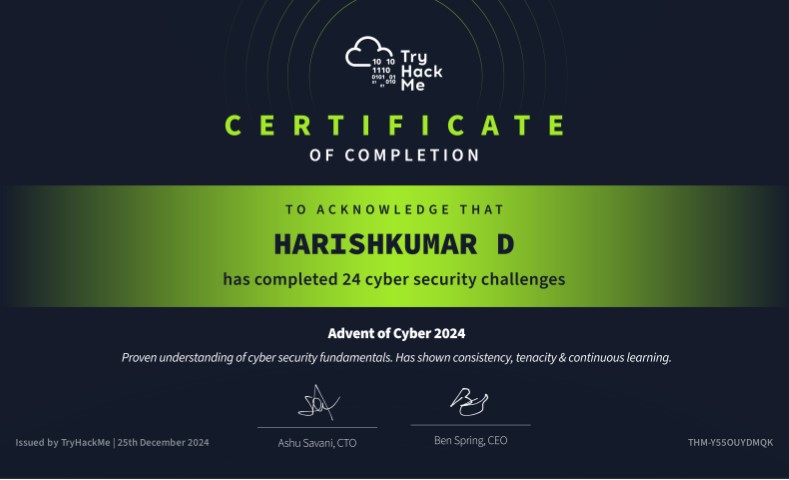 Try
Hack
Me
10 10
1110
0101 01
01 010
01
CERTIFICATE
OF COMPLETION
TO ACKNOWLEDGE THAT
HARISHKUMAR D
has completed 24 cyber security challenges
Advent of Cyber 2024
Proven understanding of cyber security fundamentals. Has shown consistency, tenacity & continuous learning.
Ashu Savani, CTO
Ben Spring, CEO
Issued by TryHackMe | 25th December 2024
THM-Y55OUYDMQK